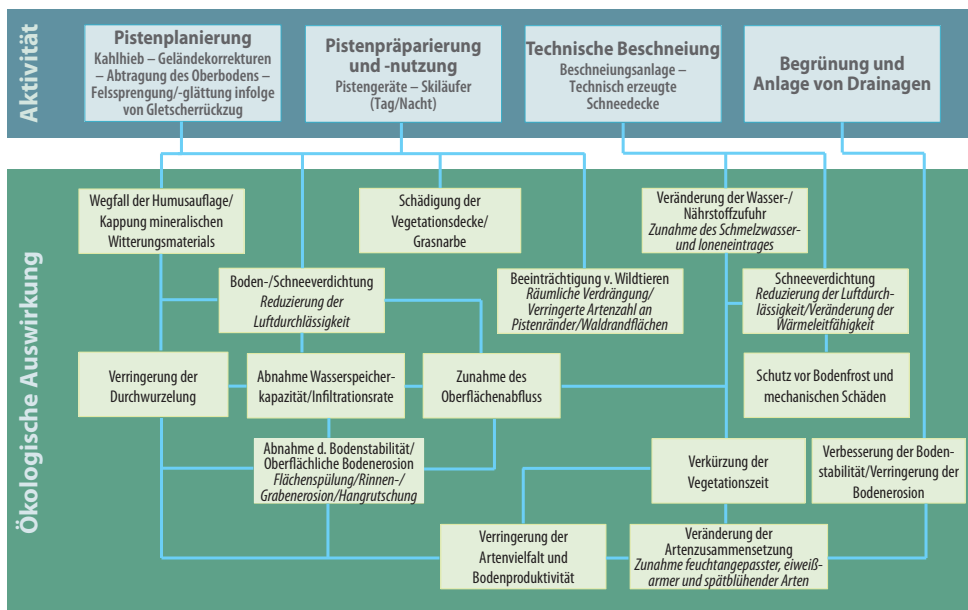 Aktivität
Pistenplanierung
Kahlhieb – Geländekorrekturen
– Abtragung des Oberbodens –
Felssprengung/-glättung infolge
von Gletscherrückzug
Pistenpräparierung
und -nutzung
Pistengeräte – Skiläufer
(Tag/Nacht)
Technische Beschneiung
Beschneiungsanlage –
Technisch erzeugte
Schneedecke
Begrünung und
Anlage von Drainagen
Ökologische Auswirkung
Wegfall der Humusauflage/
Kappung mineralischen
Witterungsmaterials
Schädigung der
Vegetationsdecke/
Grasnarbe
Veränderung der Wasser-/
Nährstoffzufuhr
Zunahme des Schmelzwasser-
und Ioneneintrages
Boden-/Schneeverdichtung
Reduzierung der
Luftdurchlässigkeit
Beeinträchtigung v. Wildtieren
Räumliche Verdrängung/
Verringerte Artenzahl an
Pistenränder/Waldrandflächen
Schneeverdichtung
Reduzierung der Luftdurch-
lässigkeit/Veränderung der
Wärmeleitfähigkeit
Verringerung der
Durchwurzelung
Abnahme Wasserspeicher-
kapazität/Infiltrationsrate
Zunahme des
Oberflächenabfluss
Schutz vor Bodenfrost und
mechanischen Schäden
Abnahme d. Bodenstabilität/
Oberflächliche Bodenerosion
Flächenspülung/Rinnen-/
Grabenerosion/Hangrutschung
Verkürzung der
Vegetationszeit
Verbesserung der Boden-
stabilität/Verringerung der
Bodenerosion
Verringerung der
Artenvielfalt und
Bodenproduktivität
Veränderung der
Artenzusammensetzung
Zunahme feuchtangepasster, eiweiß-
armer und spätblühender Arten